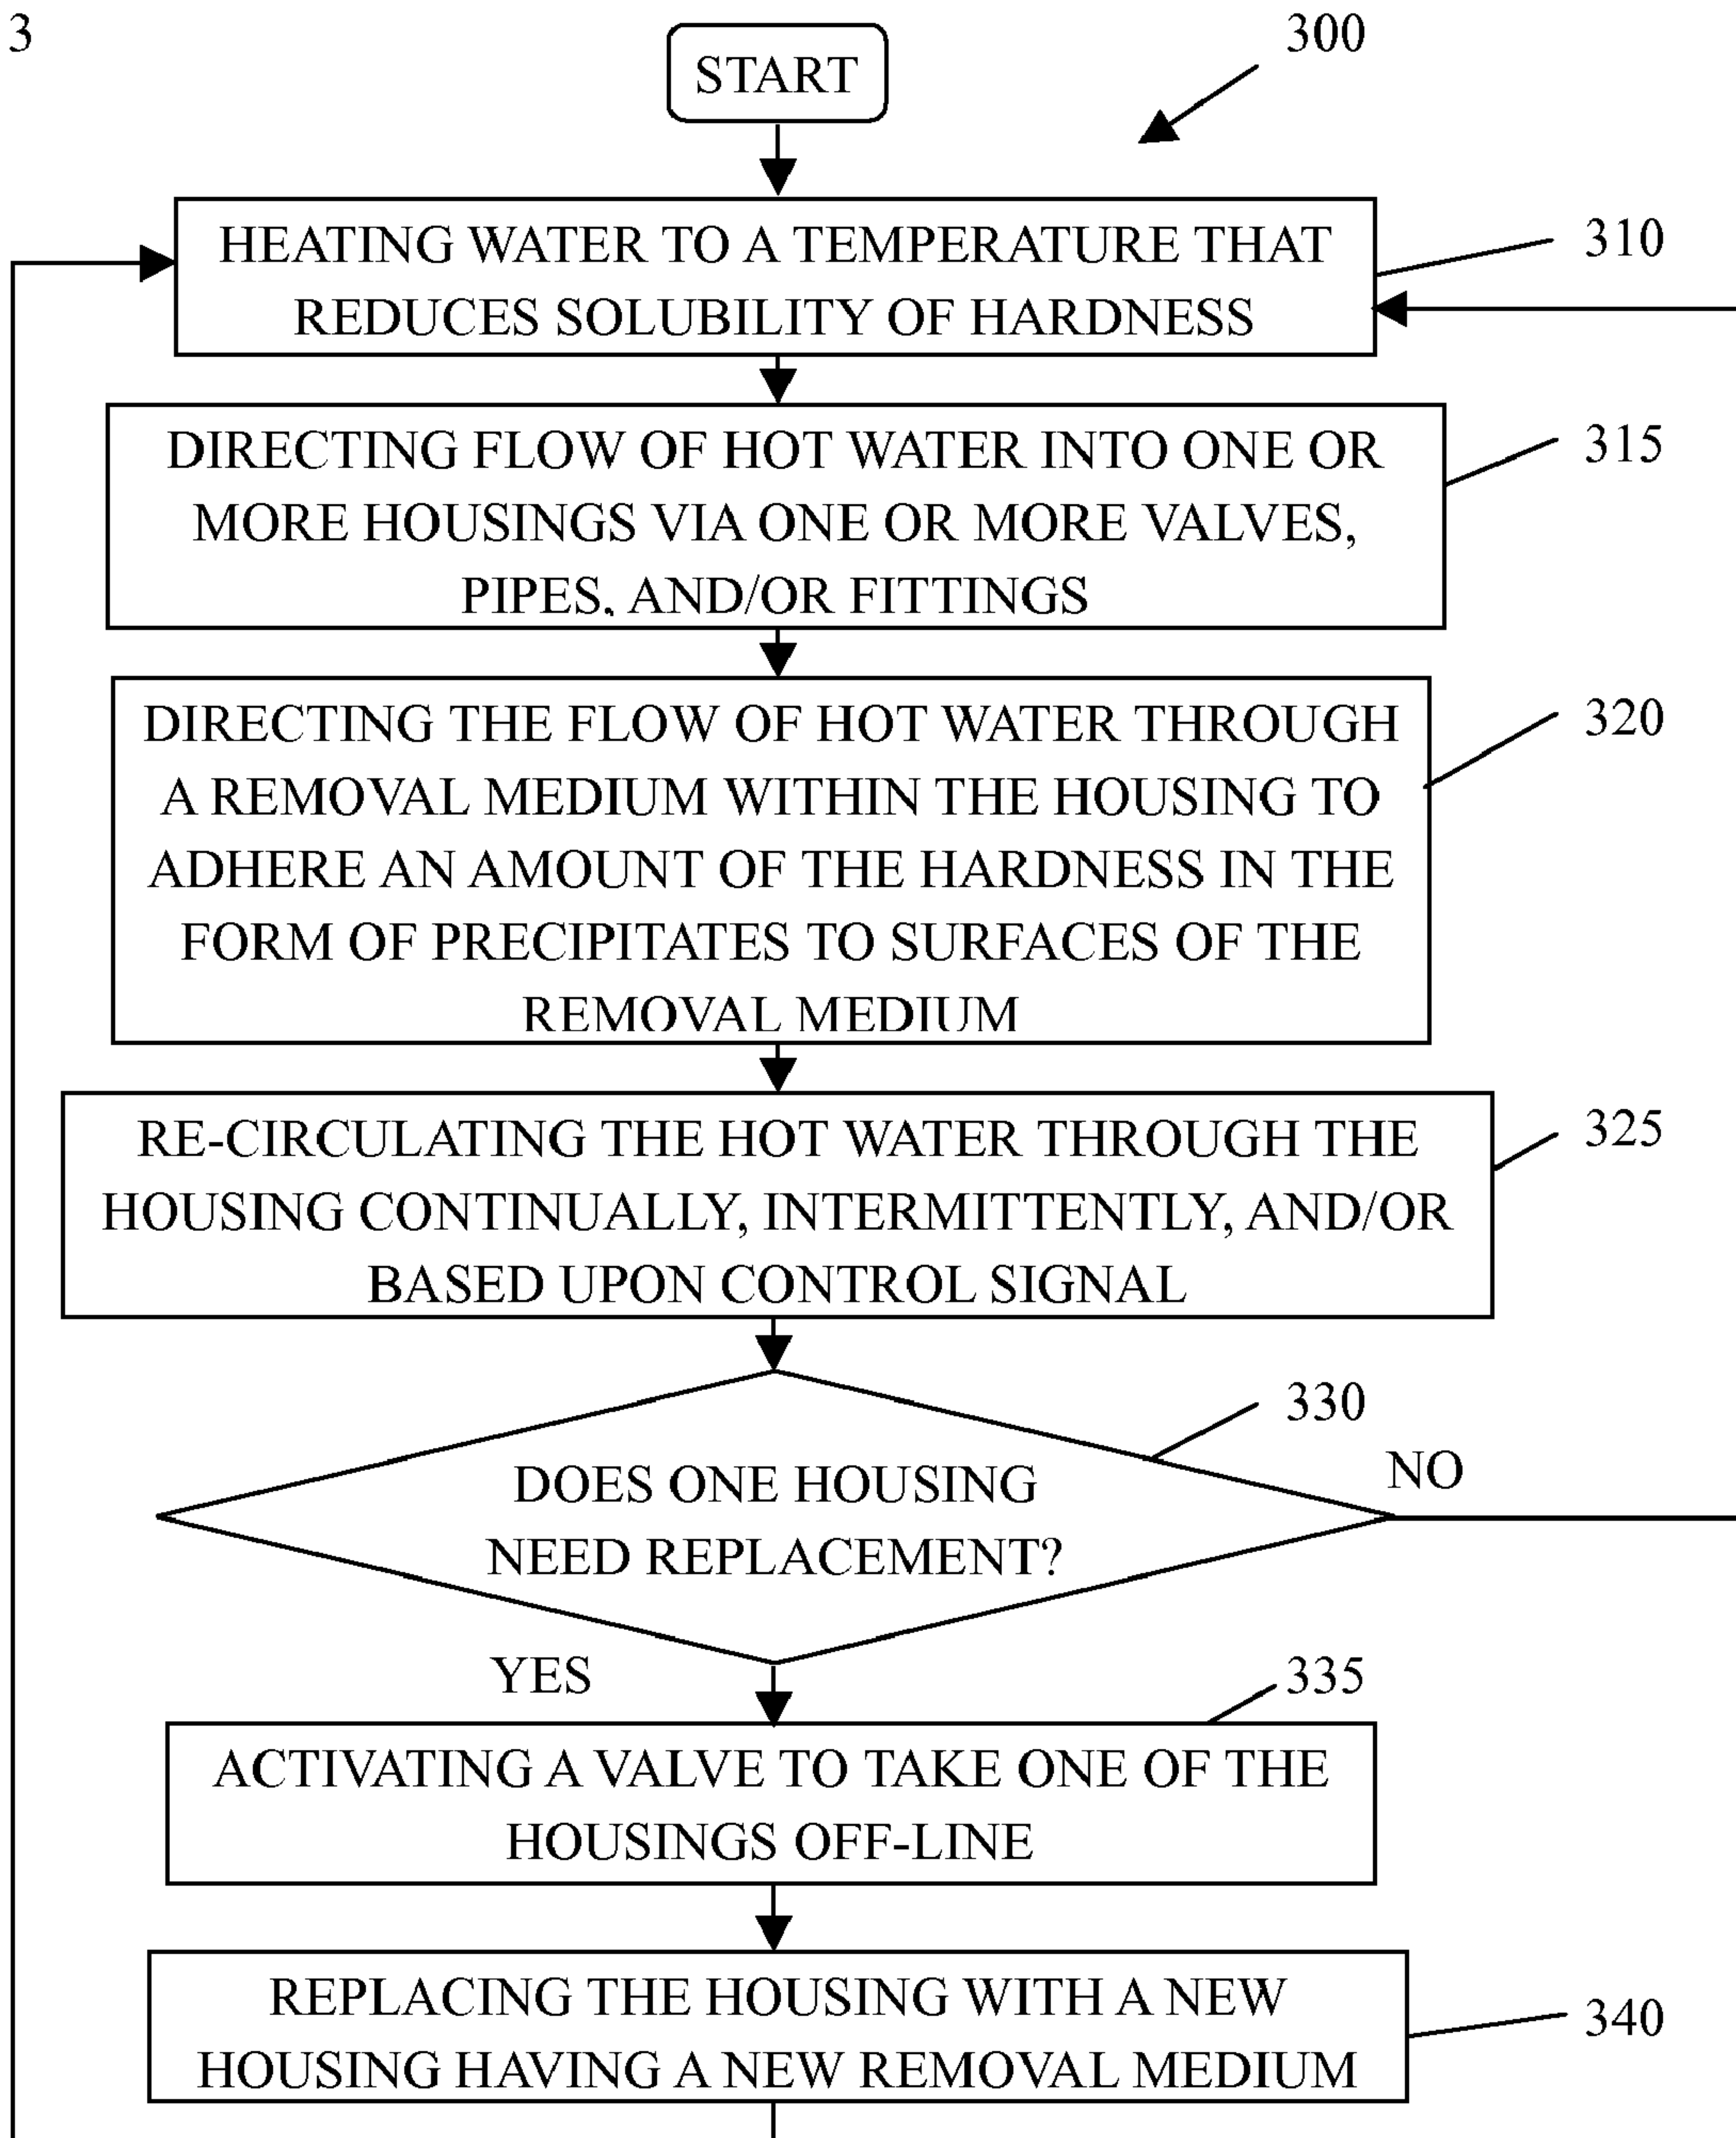 3
START
300
HEATING WATER TO A TEMPERATURE THAT
REDUCES SOLUBILITY OF HARDNESS
310
DIRECTING FLOW OF HOT WATER INTO ONE OR
MORE HOUSINGS VIA ONE OR MORE VALVES,
PIPES, AND/OR FITTINGS
315
DIRECTING THE FLOW OF HOT WATER THROUGH
A REMOVAL MEDIUM WITHIN THE HOUSING TO
ADHERE AN AMOUNT OF THE HARDNESS IN THE
FORM OF PRECIPITATES TO SURFACES OF THE
REMOVAL MEDIUM
320
RE-CIRCULATING THE HOT WATER THROUGH THE
HOUSING CONTINUALLY, INTERMITTENTLY, AND/OR
BASED UPON CONTROL SIGNAL
325
330
DOES ONE HOUSING
NEED REPLACEMENT?
NO
YES
335
ACTIVATING A VALVE TO TAKE ONE OF THE
HOUSINGS OFF-LINE
REPLACING THE HOUSING WITH A NEW
HOUSING HAVING A NEW REMOVAL MEDIUM
340